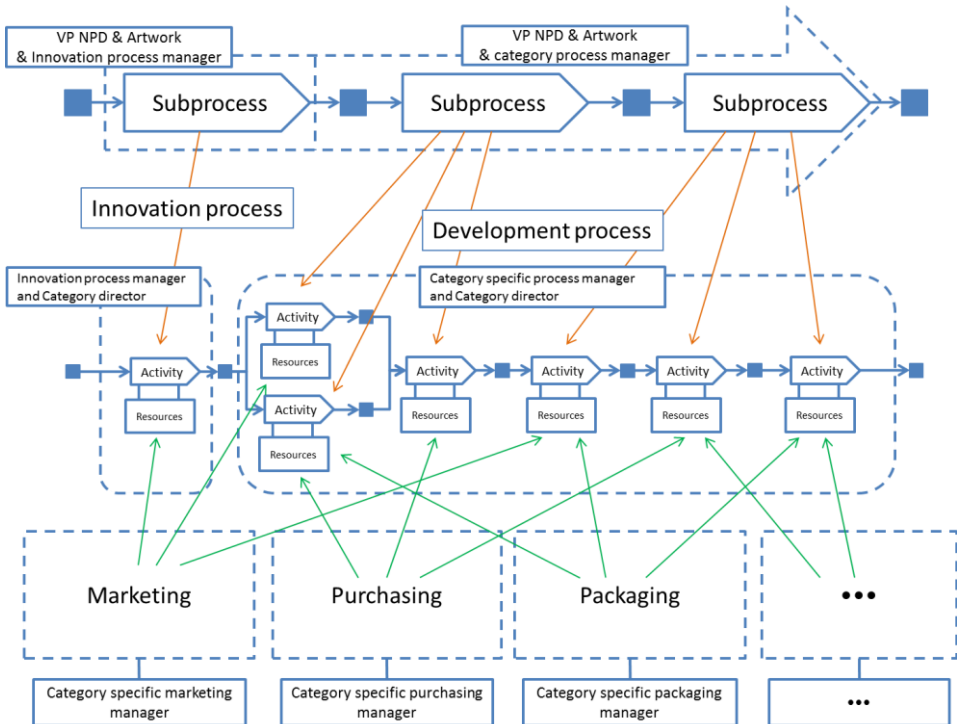 VP NPD & Artwork
& Innovation process manager
VP NPD & Artwork
& category process manager
Subprocess
Subprocess
Subprocess
Innovation process
Development process
Innovation process manager
and Category director
Category specific process manager
and Category director
Activity
Resources
Activity
Resources
Activity
Resources
Activity
Resources
Activity
Resources
Activity
Resources
Activity
Resources
Marketing
Purchasing
Packaging
•••
Category specific marketing
manager
Category specific purchasing
manager
Category specific packaging
manager
•••